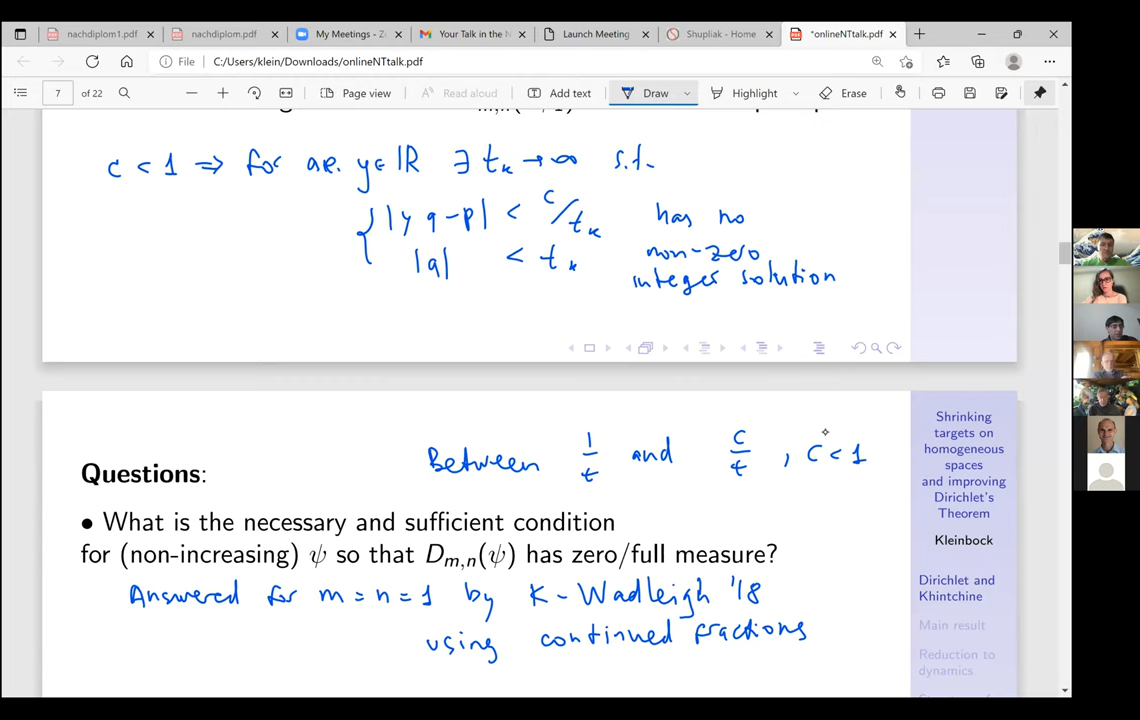 nachdiplom1.pdf
nachdiplom.pdf
My Meetings - Z
Your Talk in the N
Launch Meeting
Shupliak - Home
*onlineNTtalk.pdf
File C:/Users/klein/Downloads/onlineNTtalk.pdf
7 of 22
Page view
Read aloud
Add text
Draw
Highlight
Erase
c < 1 ⇒ for a.e. y∈ℝ ∃ t_k → ∞ s.t.
{ |y q - p| < c/t_k has no
|q| < t_k non-zero
integer solution
Between 1/t and c/t , c < 1
Questions:
• What is the necessary and sufficient condition
for (non-increasing) ψ so that D_{m,n}(ψ) has zero/full measure?
Answered for m = n = 1 by K - Wadleigh '18
using continued fractions
Shrinking
targets on
homogeneous
spaces
and improving
Dirichlet's
Theorem
Kleinbock
Dirichlet and
Khintchine
Main result
Reduction to
dynamics